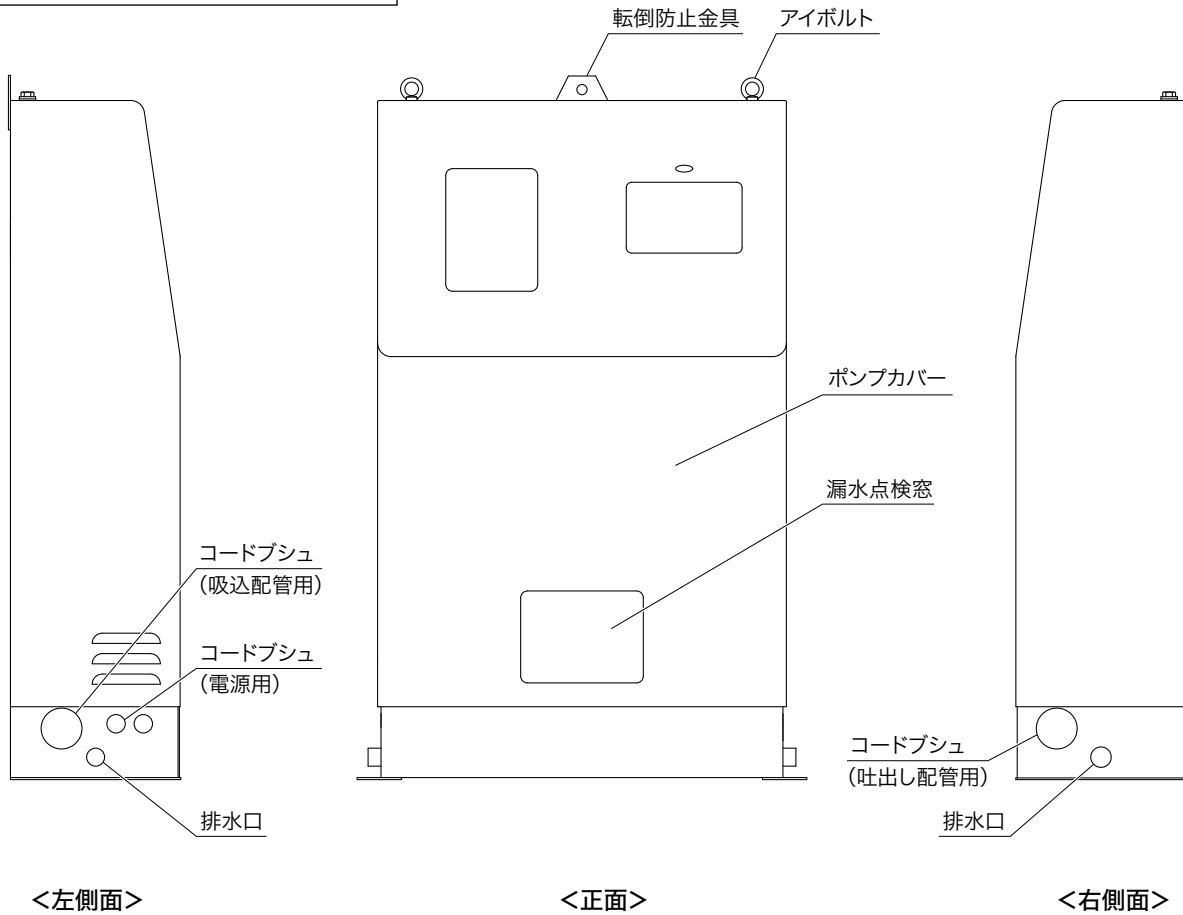 転倒防止金具
アイボルト
ポンプカバー
漏水点検窓
コードブシュ
(吸込配管用)
コードブシュ
(電源用)
コードブシュ
(吐出し配管用)
排水口
排水口
<左側面>
<正面>
<右側面>